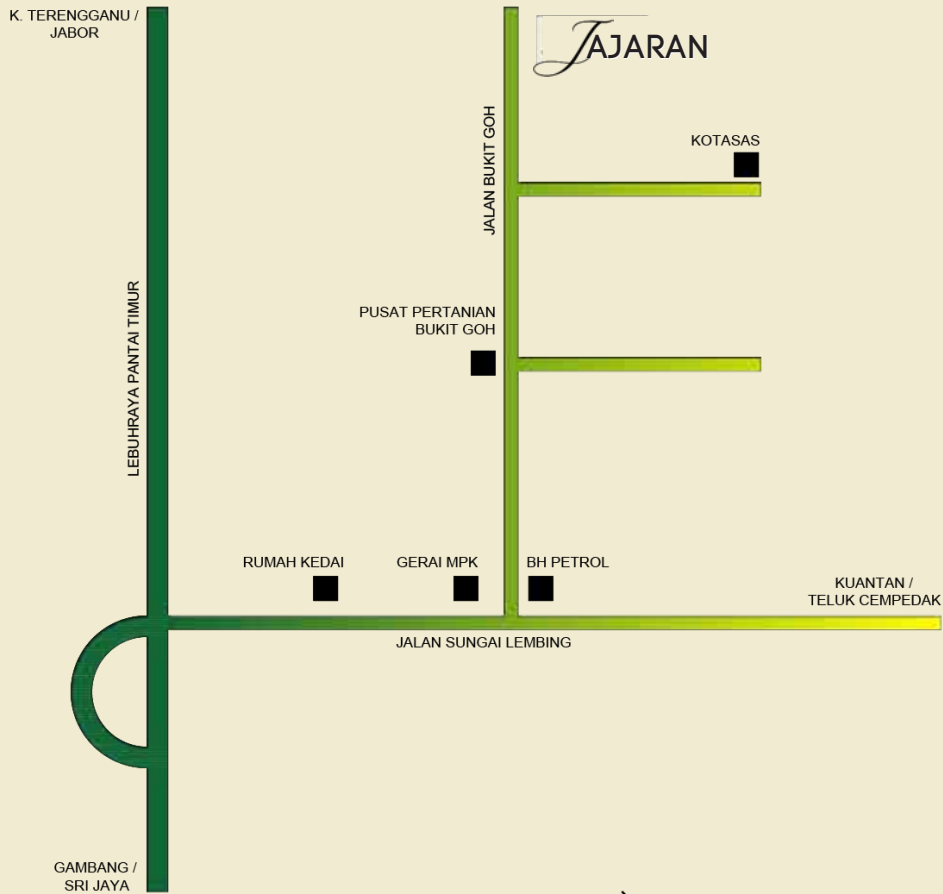 K. TERENGGANU /
JABOR
JAJARAN
JALAN BUKIT GOH
KOTASAS
LEBUHRAYA PANTAI TIMUR
PUSAT PERTANIAN
BUKIT GOH
RUMAH KEDAI
GERAI MPK
BH PETROL
KUANTAN /
TELUK CEMPEDAK
JALAN SUNGAI LEMBING
GAMBANG /
SRI JAYA